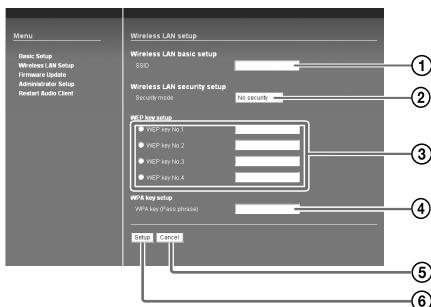 Menu
Basic Setup
Wireless LAN Setup
Firmware Update
Administrator Setup
Restart Audio Client
Wireless LAN setup
Wireless LAN basic setup
SSID
1
Wireless LAN security setup
Security mode
No security
2
WEP key setup
WEP key No.1
WEP key No.2
WEP key No.3
WEP key No.4
3
WPA key setup
WPA key (Pass phrase)
4
Setup
Cancel
5
6